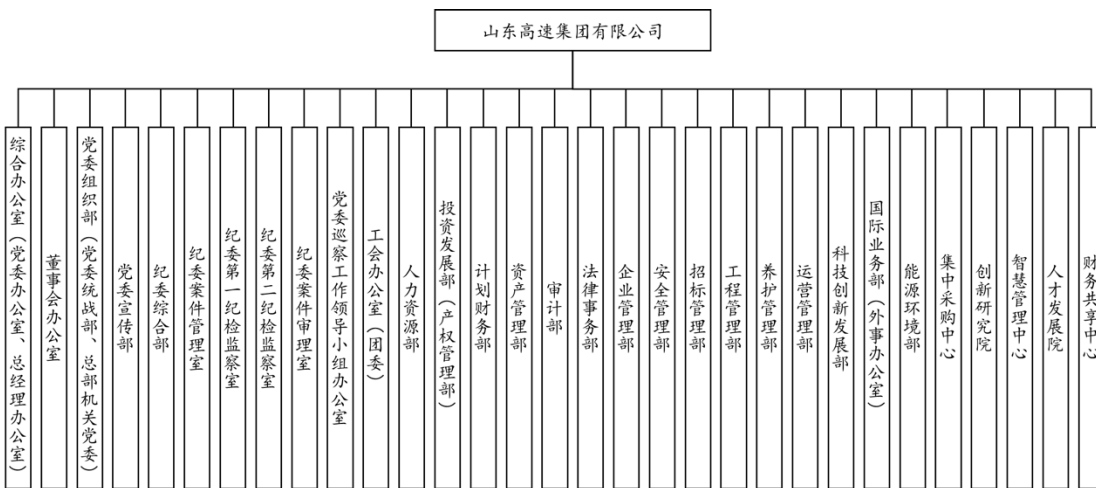 山东高速集团有限公司
综合办公室（党委办公室、总经理办公室）
董事会办公室
党委组织部（党委统战部、总部机关党委）
党委宣传部
纪委综合部
纪委案件管理室
纪委第一纪检监察室
纪委第二纪检监察室
纪委案件审理室
党委巡察工作领导小组办公室
工会办公室（团委）
人力资源部
投资发展部（产权管理部）
计划财务部
资产管理部
审计部
法律事务部
企业管理部
安全管理部
招标管理部
工程管理部
养护管理部
运营管理部
科技创新发展部
国际业务部（外事办公室）
能源环境部
集中采购中心
创新研究院
智慧管理中心
人才发展院
财务共享中心